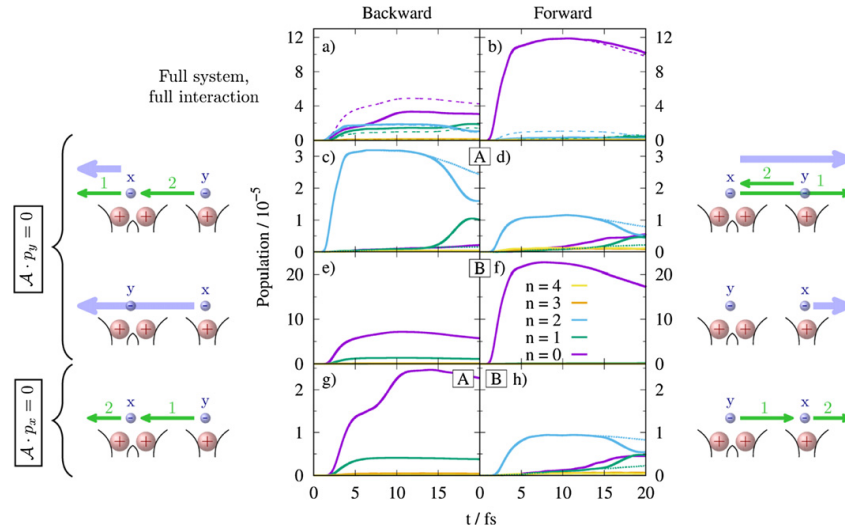 Backward
Forward
Full system,
full interaction
a)
b)
12
8
4
0
12
8
4
0
c)
A
d)
3
2
1
0
3
2
1
0
x
y
1
2
x
y
2
1
𝒜 · p_y = 0
Population / 10⁻⁵
e)
B
f)
20
10
0
20
10
0
n = 4
n = 3
n = 2
n = 1
n = 0
y
x
y
x
g)
A
B
h)
2
1
0
2
1
0
x
y
2
1
x
y
1
2
𝒜 · p_x = 0
0
5
10
15
0
5
10
15
20
t / fs